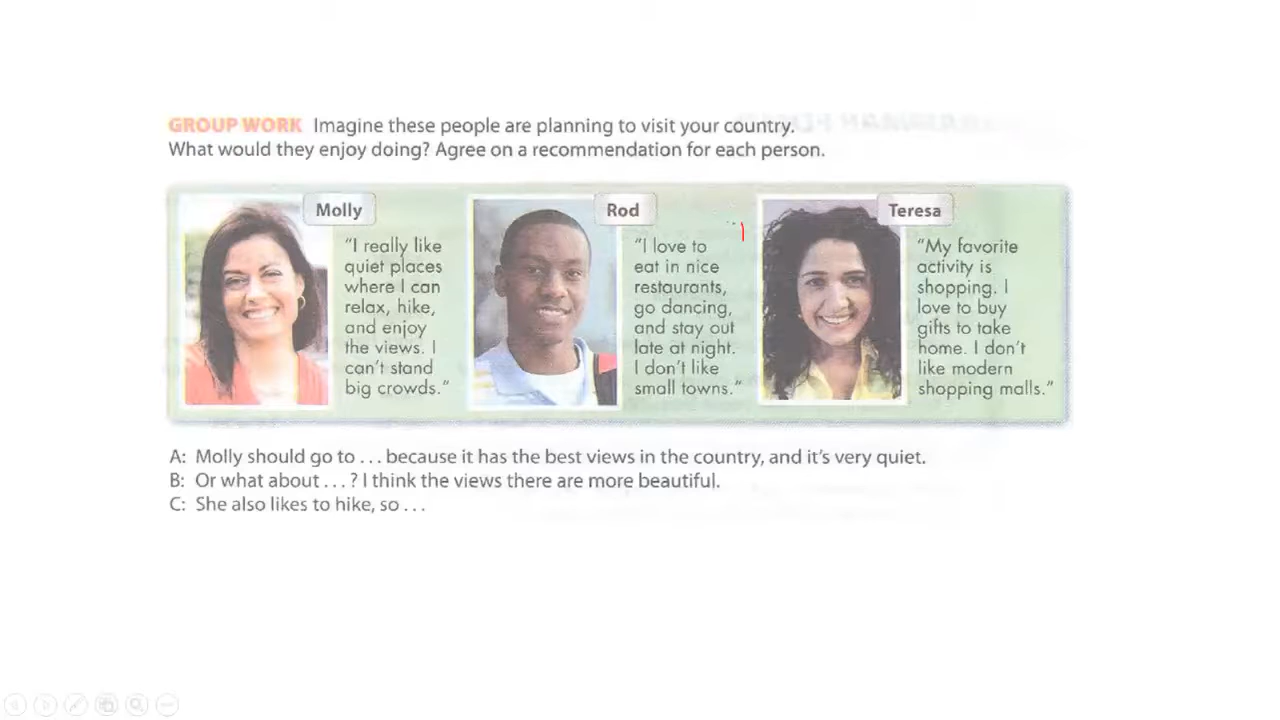 GROUP WORK Imagine these people are planning to visit your country.
What would they enjoy doing? Agree on a recommendation for each person.
Molly
"I really like
quiet places
where I can
relax, hike,
and enjoy
the views. I
can't stand
big crowds."
Rod
"I love to
eat in nice
restaurants,
go dancing,
and stay out
late at night.
I don't like
small towns."
Teresa
"My favorite
activity is
shopping. I
love to buy
gifts to take
home. I don't
like modern
shopping malls."
A: Molly should go to . . . because it has the best views in the country, and it's very quiet.
B: Or what about . . . ? I think the views there are more beautiful.
C: She also likes to hike, so . . .